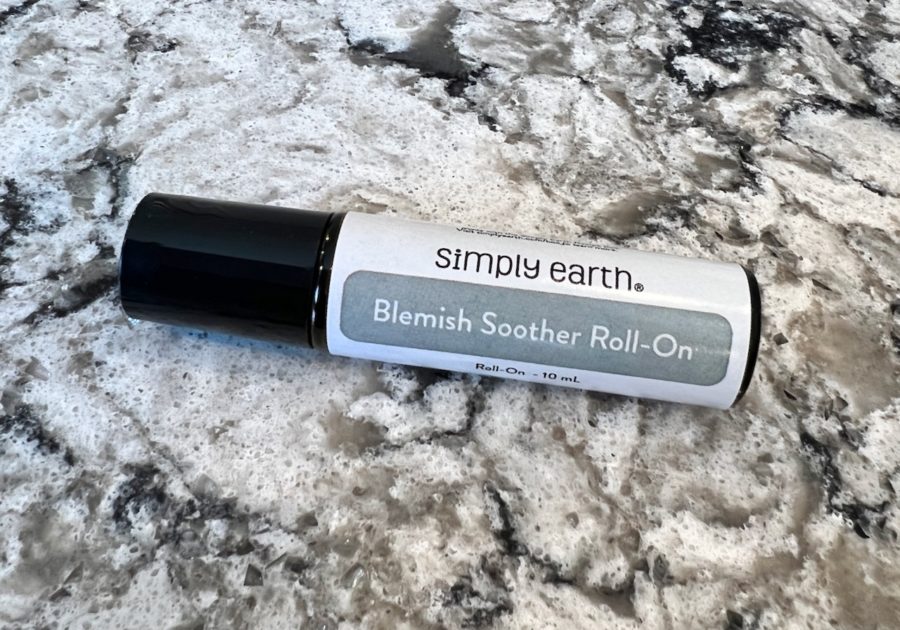 simply earth®
Blemish Soother Roll-On
Roll-On - 10 mL